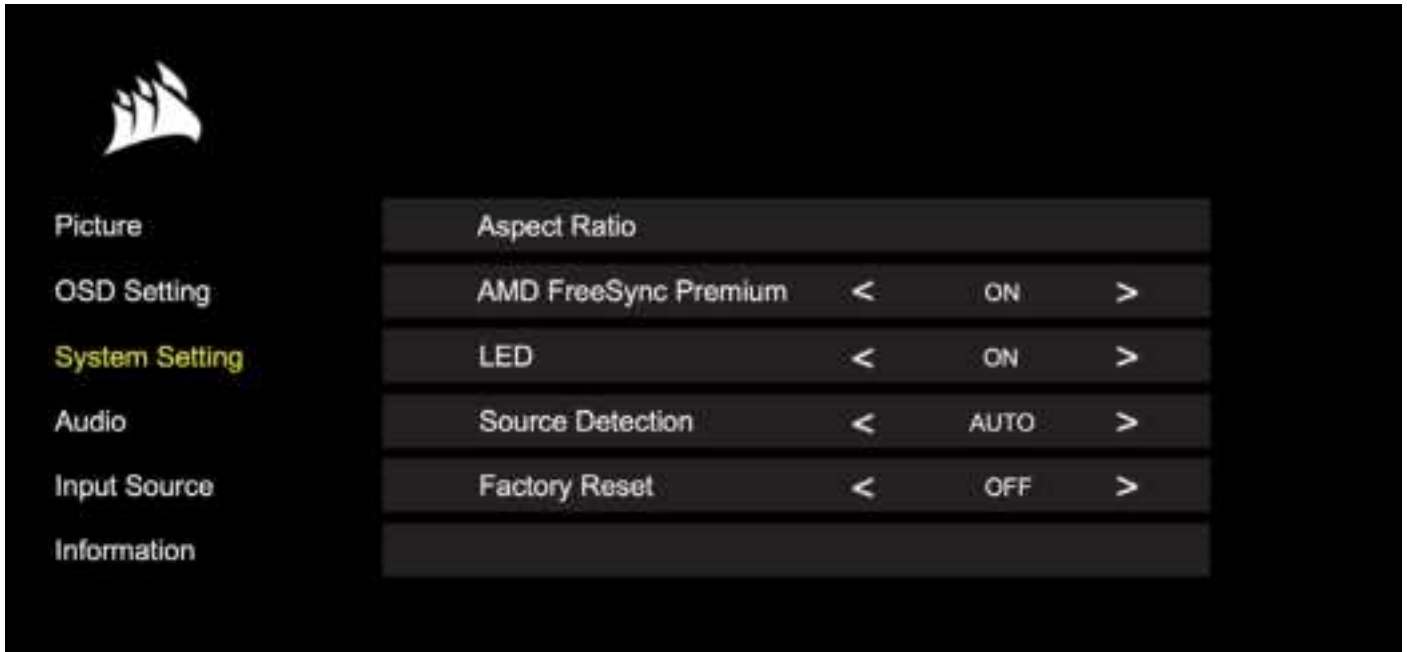 Picture Aspect Ratio
OSD Setting AMD FreeSync Premium < ON >
System Setting LED < ON >
Audio Source Detection < AUTO >
Input Source Factory Reset < OFF >
Information